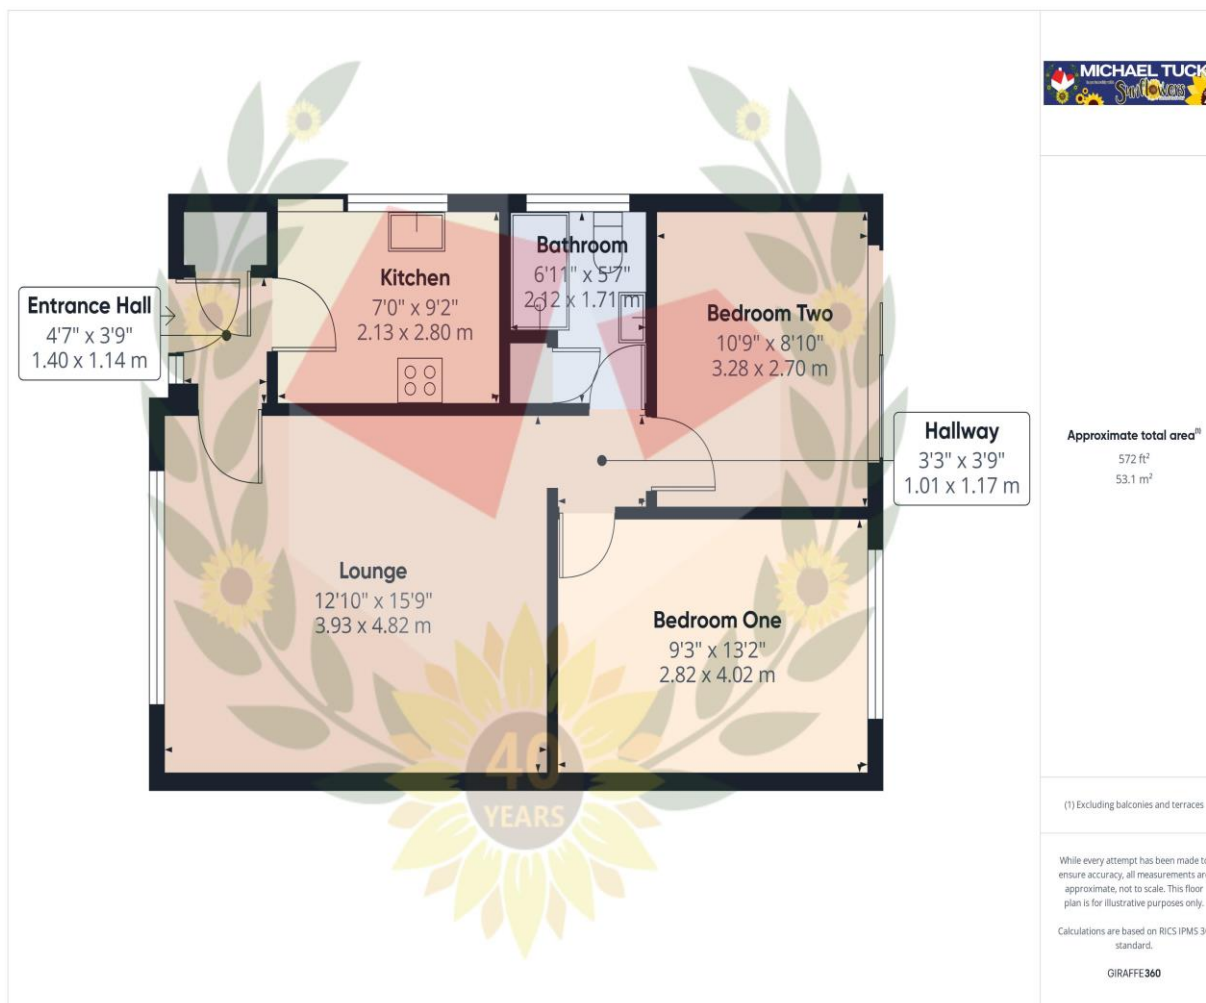 MICHAEL TUCK
Sunflowers
Kitchen
7'0" x 9'2"
2.13 x 2.80 m
Bathroom
6'11" x 5'7"
2.12 x 1.71 m
Entrance Hall
4'7" x 3'9"
1.40 x 1.14 m
Bedroom Two
10'9" x 8'10"
3.28 x 2.70 m
Hallway
3'3" x 3'9"
1.01 x 1.17 m
Lounge
12'10" x 15'9"
3.93 x 4.82 m
Bedroom One
9'3" x 13'2"
2.82 x 4.02 m
40
YEARS
Approximate total area(1)
572 ft²
53.1 m²
(1) Excluding balconies and terraces
While every attempt has been made to
ensure accuracy, all measurements are
approximate, not to scale. This floor
plan is for illustrative purposes only.
Calculations are based on RICS IPMS 3
standard.
GIRAFFE360